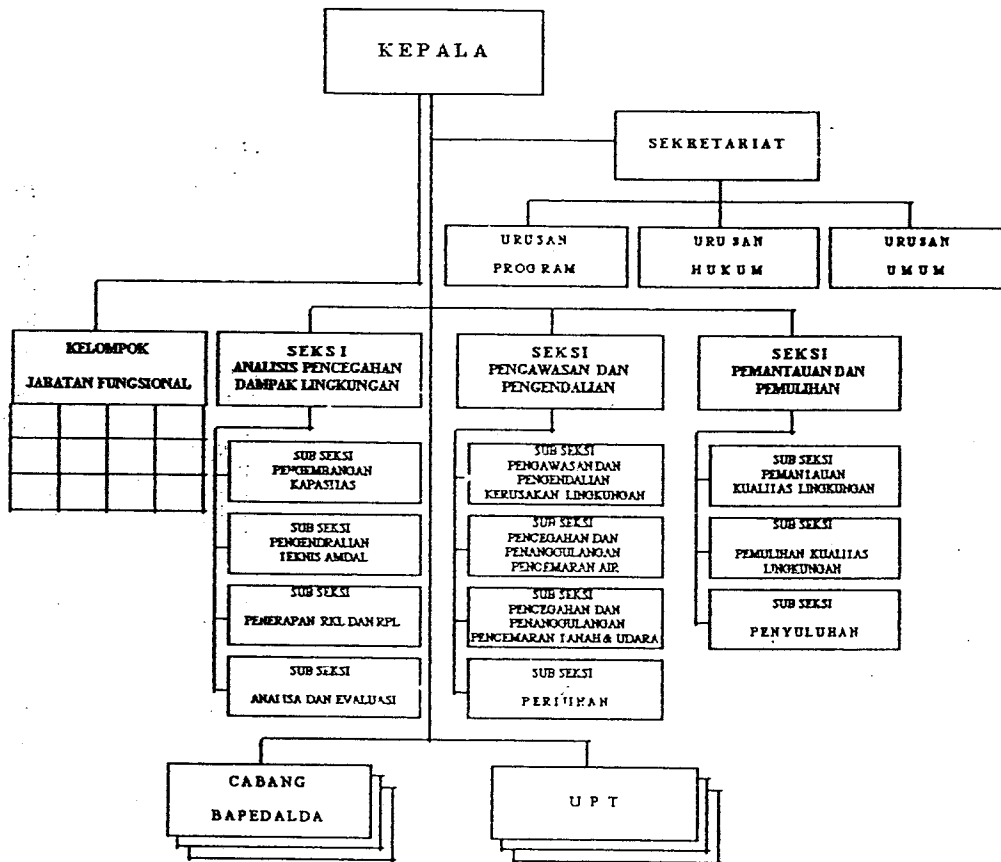 KEPALA
SEKRETARIAT
URUSAN
PROGRAM
URUSAN
HUKUM
URUSAN
UMUM
KELOMPOK
JABATAN FUNGSIONAL
SEKSI
ANALISIS PENCEGAHAN
DAMPAK LINGKUNGAN
SEKSI
PENGAWASAN DAN
PENGENDALIAN
SEKSI
PEMANTAUAN DAN
PEMULIHAN
SUB SEKSI
PENGEMBANGAN
KAPASITAS
SUB SEKSI
PENGENDRALIAN
TEKNIS AMDAL
SUB SEKSI
PENERAPAN RKL DAN RPL
SUB SEKSI
ANALISA DAN EVALUASI
SUB SEKSI
PENGAWASAN DAN
PENGENDALIAN
KERUSAKAN LINGKUNGAN
SUB SEKSI
PENCEGAHAN DAN
PENANGGULANGAN
PENCEMARAN AIR
SUB SEKSI
PENCEGAHAN DAN
PENANGGULANGAN
PENCEMARAN TANAH & UDARA
SUB SEKSI
SUB SEKSI
PEMANTAUAN
KUALITAS LINGKUNGAN
SUB SEKSI
PEMULIHAN KUALITAS
LINGKUNGAN
SUB SEKSI
PENYULUHAN
CABANG
BAPEDALDA
UPT